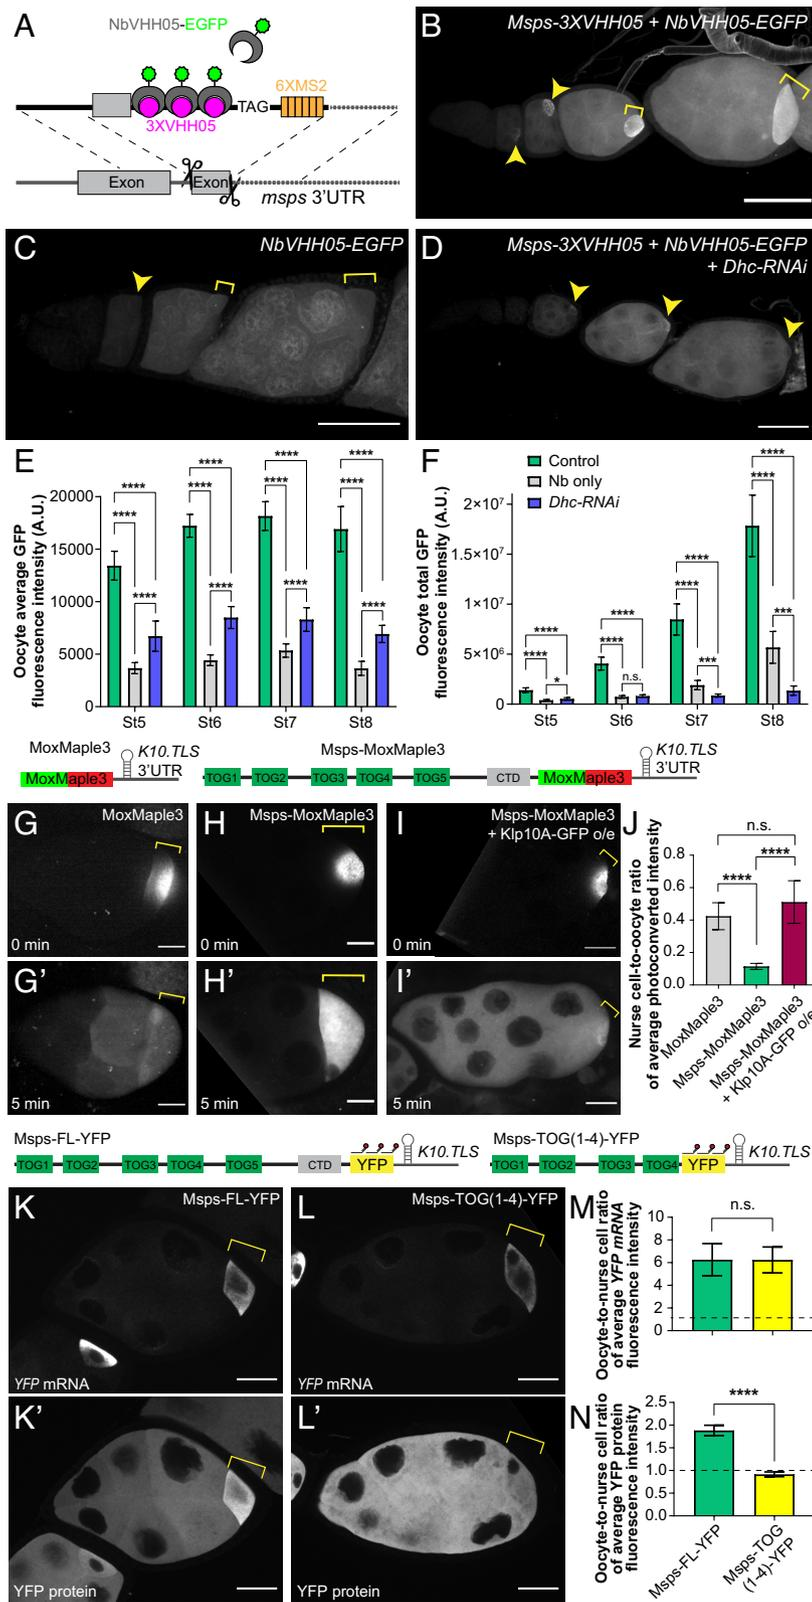 A
NbVHH05-EGFP
6XMS2
TAG
3XVHH05
Exon
Exon
msps 3'UTR
B
Msps-3XVHH05 + NbVHH05-EGFP
C
NbVHH05-EGFP
D
Msps-3XVHH05 + NbVHH05-EGFP
+ Dhc-RNAi
E
Oocyte average GFP
fluorescence intensity (A.U.)
20000
15000
10000
5000
0
**** **** **** ****
**** **** **** ****
**** **** **** ****
St5 St6 St7 St8
F
Control
Nb only
Dhc-RNAi
Oocyte total GFP
fluorescence intensity (A.U.)
2×10⁷
1.5×10⁷
1×10⁷
5×10⁶
0
**** **** **** ****
**** **** **** ****
* n.s. *** ***
St5 St6 St7 St8
MoxMaple3
MoxMaple3
K10.TLS
3'UTR
Msps-MoxMaple3
TOG1 TOG2 TOG3 TOG4 TOG5 CTD MoxMaple3
K10.TLS
3'UTR
G
MoxMaple3
0 min
H
Msps-MoxMaple3
0 min
I
Msps-MoxMaple3
+ Klp10A-GFP o/e
0 min
G'
5 min
H'
5 min
I'
5 min
J
Nurse cell-to-oocyte ratio
of average photoconverted intensity
n.s.
****
****
0.8
0.6
0.4
0.2
0.0
MoxMaple3
Msps-MoxMaple3
Msps-MoxMaple3
+ Klp10A-GFP o/e
Msps-FL-YFP
TOG1 TOG2 TOG3 TOG4 TOG5 CTD YFP
K10.TLS
Msps-TOG(1-4)-YFP
TOG1 TOG2 TOG3 TOG4 YFP
K10.TLS
K
Msps-FL-YFP
YFP mRNA
L
Msps-TOG(1-4)-YFP
YFP mRNA
M
Oocyte-to-nurse cell ratio
of average YFP mRNA
fluorescence intensity
n.s.
10
8
6
4
2
0
K'
YFP protein
L'
YFP protein
N
Oocyte-to-nurse cell ratio
of average YFP protein
fluorescence intensity
****
2.5
2.0
1.5
1.0
0.5
0.0
Msps-FL-YFP
Msps-TOG
(1-4)-YFP